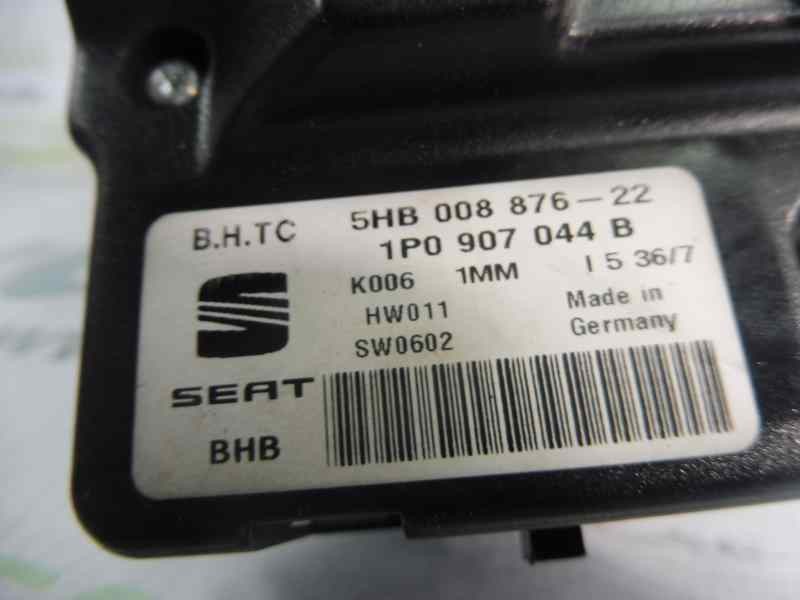 B.H.TC 5HB 008 876-22
1P0 907 044 B
K006 1MM I 5 36/7
HW011 Made in
SW0602 Germany
SEAT
BHB